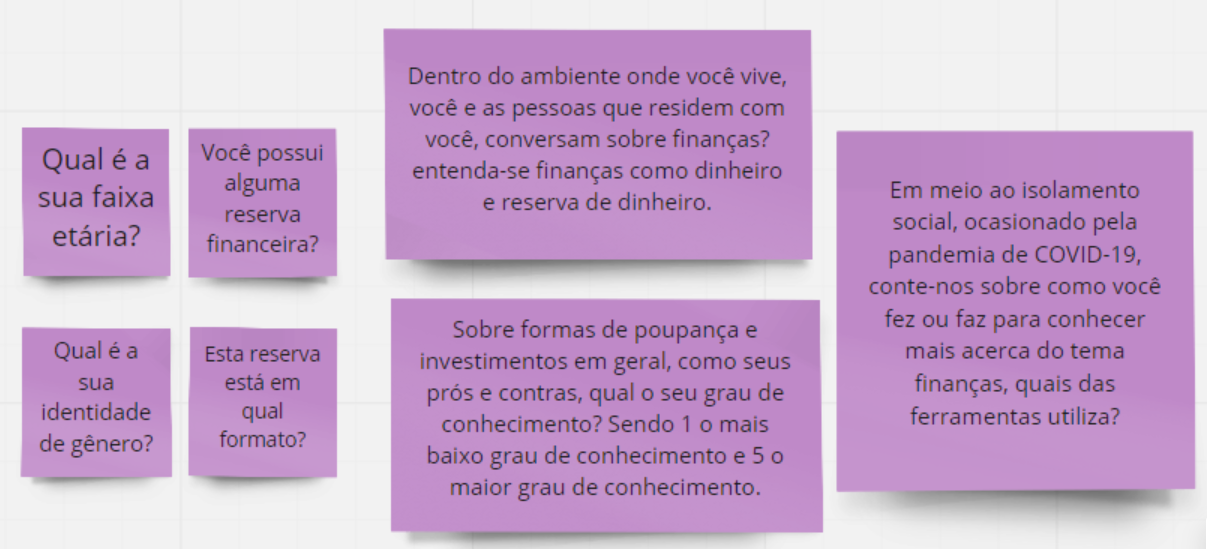 Qual é a
sua faixa
etária?
Você possui
alguma
reserva
financeira?
Qual é a
sua
identidade
de gênero?
Esta reserva
está em
qual
formato?
Dentro do ambiente onde você vive,
você e as pessoas que residem com
você, conversam sobre finanças?
entenda-se finanças como dinheiro
e reserva de dinheiro.
Sobre formas de poupança e
investimentos em geral, como seus
prós e contras, qual o seu grau de
conhecimento? Sendo 1 o mais
baixo grau de conhecimento e 5 o
maior grau de conhecimento.
Em meio ao isolamento
social, ocasionado pela
pandemia de COVID-19,
conte-nos sobre como você
fez ou faz para conhecer
mais acerca do tema
finanças, quais das
ferramentas utiliza?